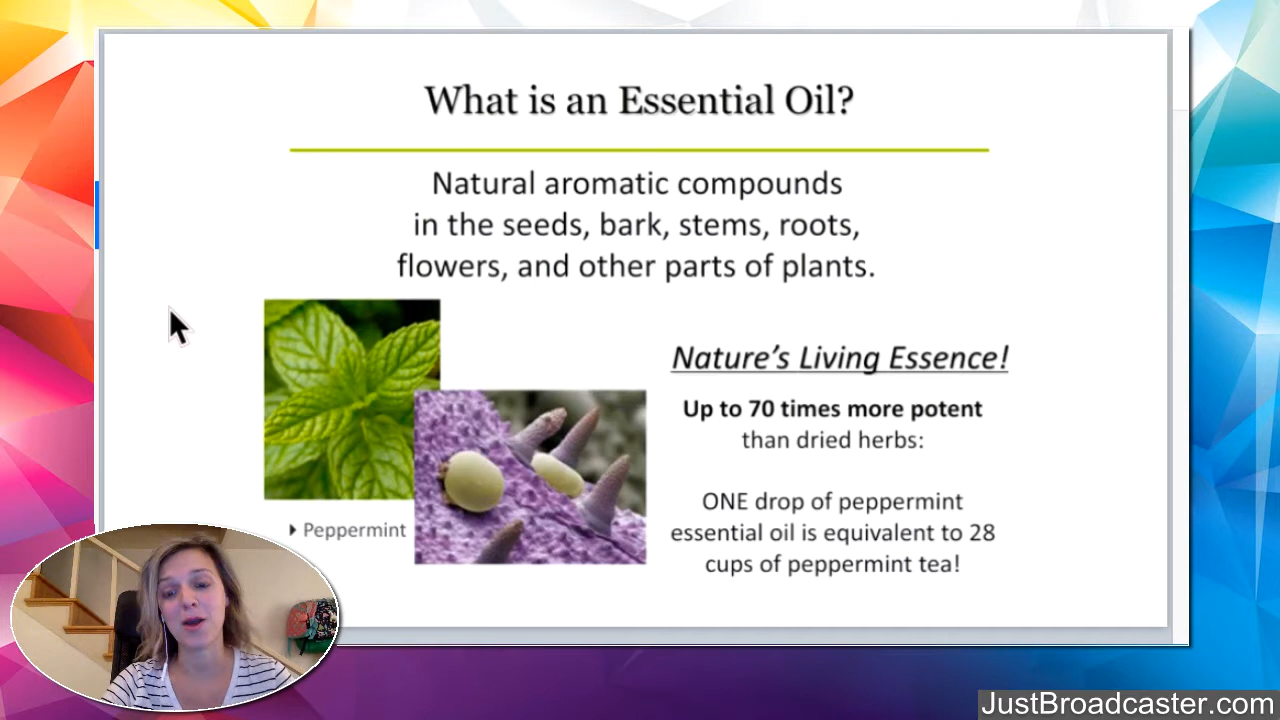 What is an Essential Oil?
Natural aromatic compounds
in the seeds, bark, stems, roots,
flowers, and other parts of plants.
Nature's Living Essence!
Up to 70 times more potent
than dried herbs:
ONE drop of peppermint
essential oil is equivalent to 28
cups of peppermint tea!
Peppermint
JustBroadcaster.com